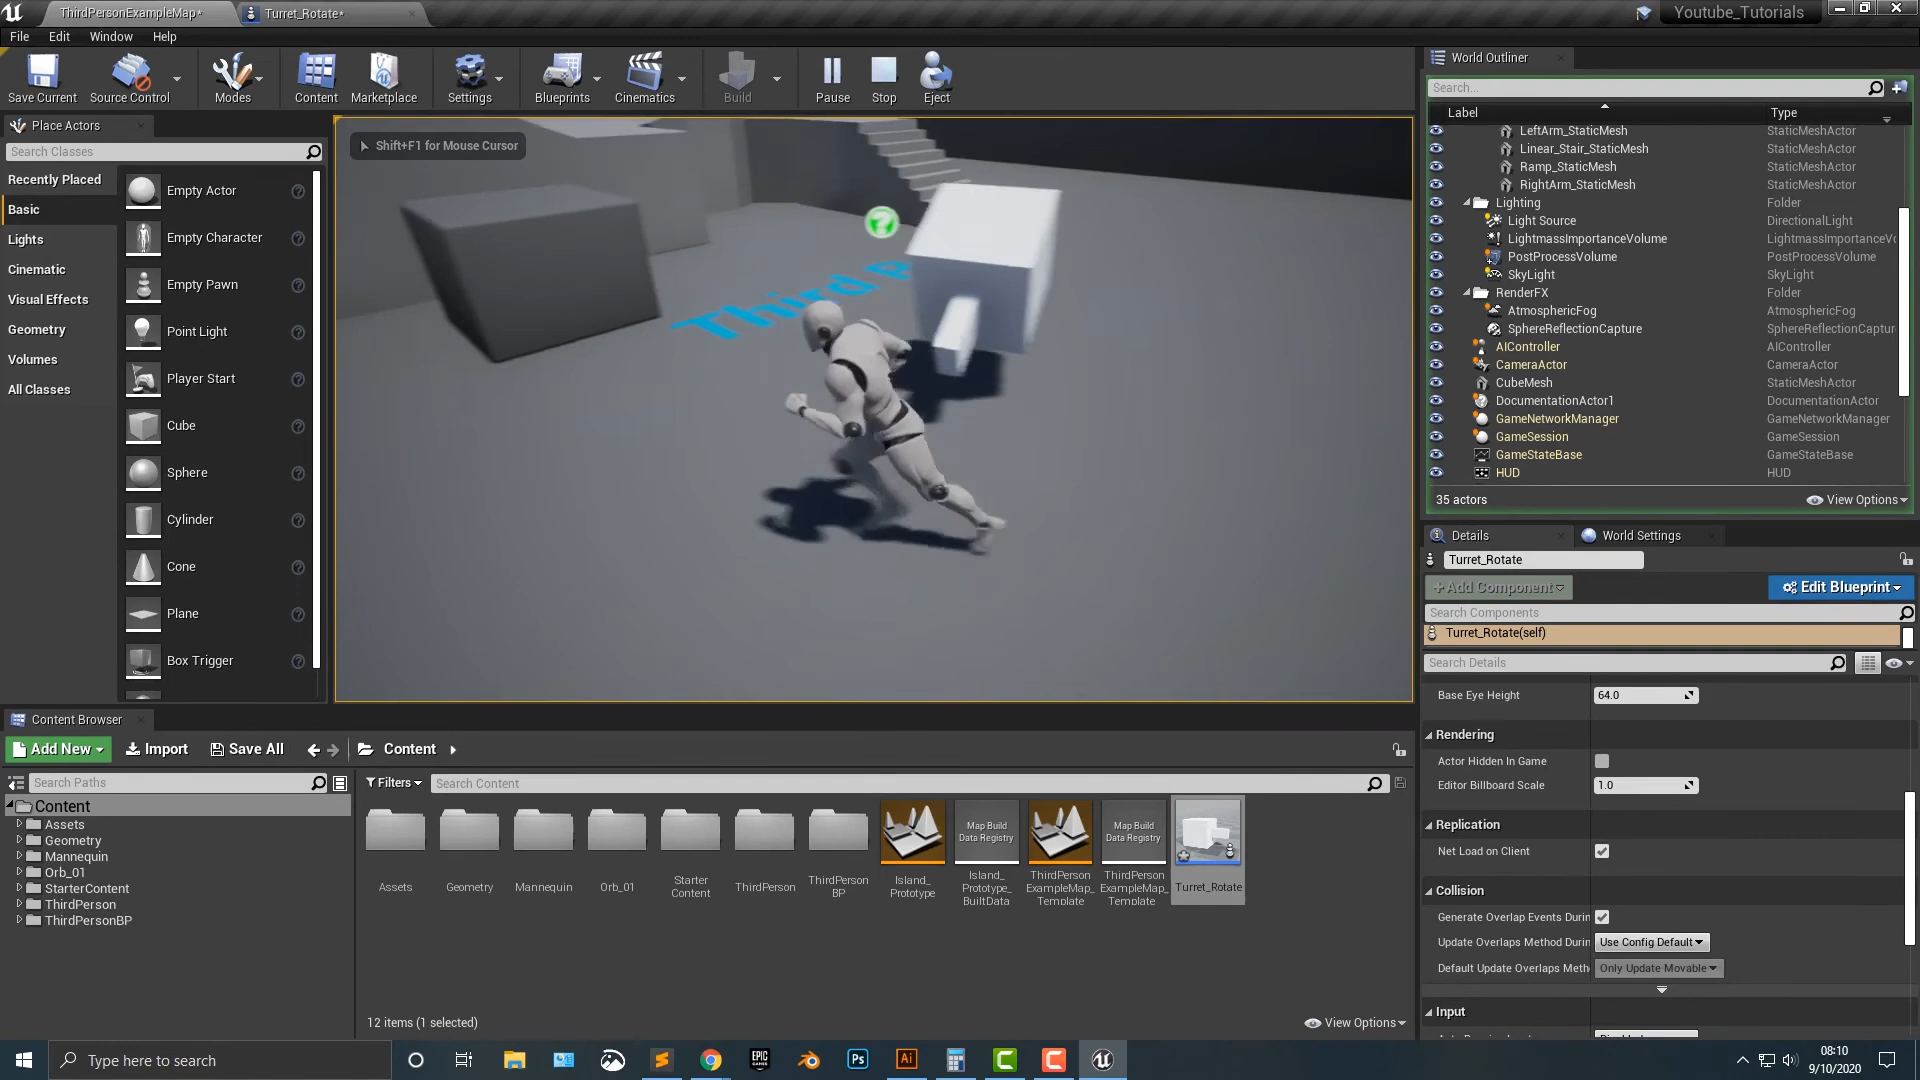 ThirdPersonExampleMap*
Turret_Rotate*
Youtube_Tutorials
File
Edit
Window
Help
Save Current
Source Control
Modes
Content
Marketplace
Settings
Blueprints
Cinematics
Build
Pause
Stop
Eject
World Outliner
Search...
Label
Type
Place Actors
Search Classes
Recently Placed
Basic
Lights
Cinematic
Visual Effects
Geometry
Volumes
All Classes
Empty Actor
Empty Character
Empty Pawn
Point Light
Player Start
Cube
Sphere
Cylinder
Cone
Plane
Box Trigger
Shift+F1 for Mouse Cursor
Third
LeftArm_StaticMesh StaticMeshActor
Linear_Stair_StaticMesh StaticMeshActor
Ramp_StaticMesh StaticMeshActor
RightArm_StaticMesh StaticMeshActor
Lighting Folder
Light Source DirectionalLight
LightmassImportanceVolume LightmassImportanceVo
PostProcessVolume PostProcessVolume
SkyLight SkyLight
RenderFX Folder
AtmosphericFog AtmosphericFog
SphereReflectionCapture SphereReflectionCaptur
AIController AIController
CameraActor CameraActor
CubeMesh StaticMeshActor
DocumentationActor1 DocumentationActor
GameNetworkManager GameNetworkManager
GameSession GameSession
GameStateBase GameStateBase
HUD HUD
35 actors
View Options
Details
World Settings
Turret_Rotate
+Add Component
Edit Blueprint
Search Components
Turret_Rotate(self)
Search Details
Base Eye Height 64.0
Rendering
Actor Hidden In Game
Editor Billboard Scale 1.0
Replication
Net Load on Client
Collision
Generate Overlap Events Durin
Update Overlaps Method Durin Use Config Default
Default Update Overlaps Meth Only Update Movable
Input
Content Browser
Add New
Import
Save All
Content
Search Paths
Filters
Search Content
Content
Assets
Geometry
Mannequin
Orb_01
StarterContent
ThirdPerson
ThirdPersonBP
Map Build
Data Registry
Map Build
Data Registry
Assets
Geometry
Mannequin
Orb_01
Starter
Content
ThirdPerson
ThirdPerson
BP
Island_
Prototype
Island_
Prototype_
BuiltData
ThirdPerson
ExampleMap_
Template
ThirdPerson
ExampleMap_
Template
Turret_Rotate
12 items (1 selected)
View Options
Type here to search
EPIC
GAMES
Ps
Ai
08:10
9/10/2020